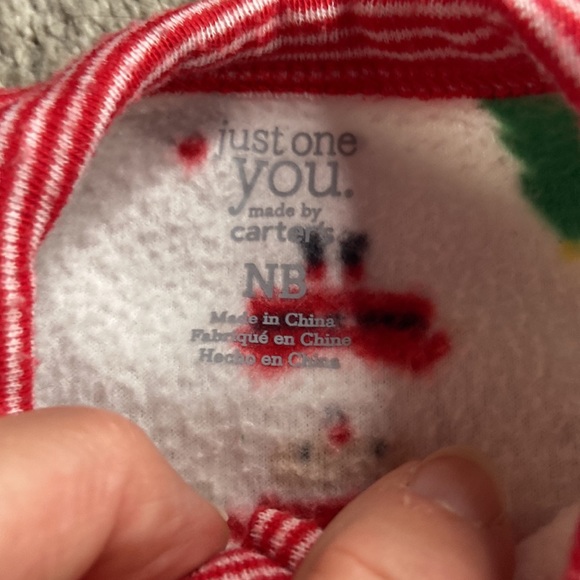 just one
you.
made by
carter's
NB
Made in China
Fabriqué en Chine
Hecho en China